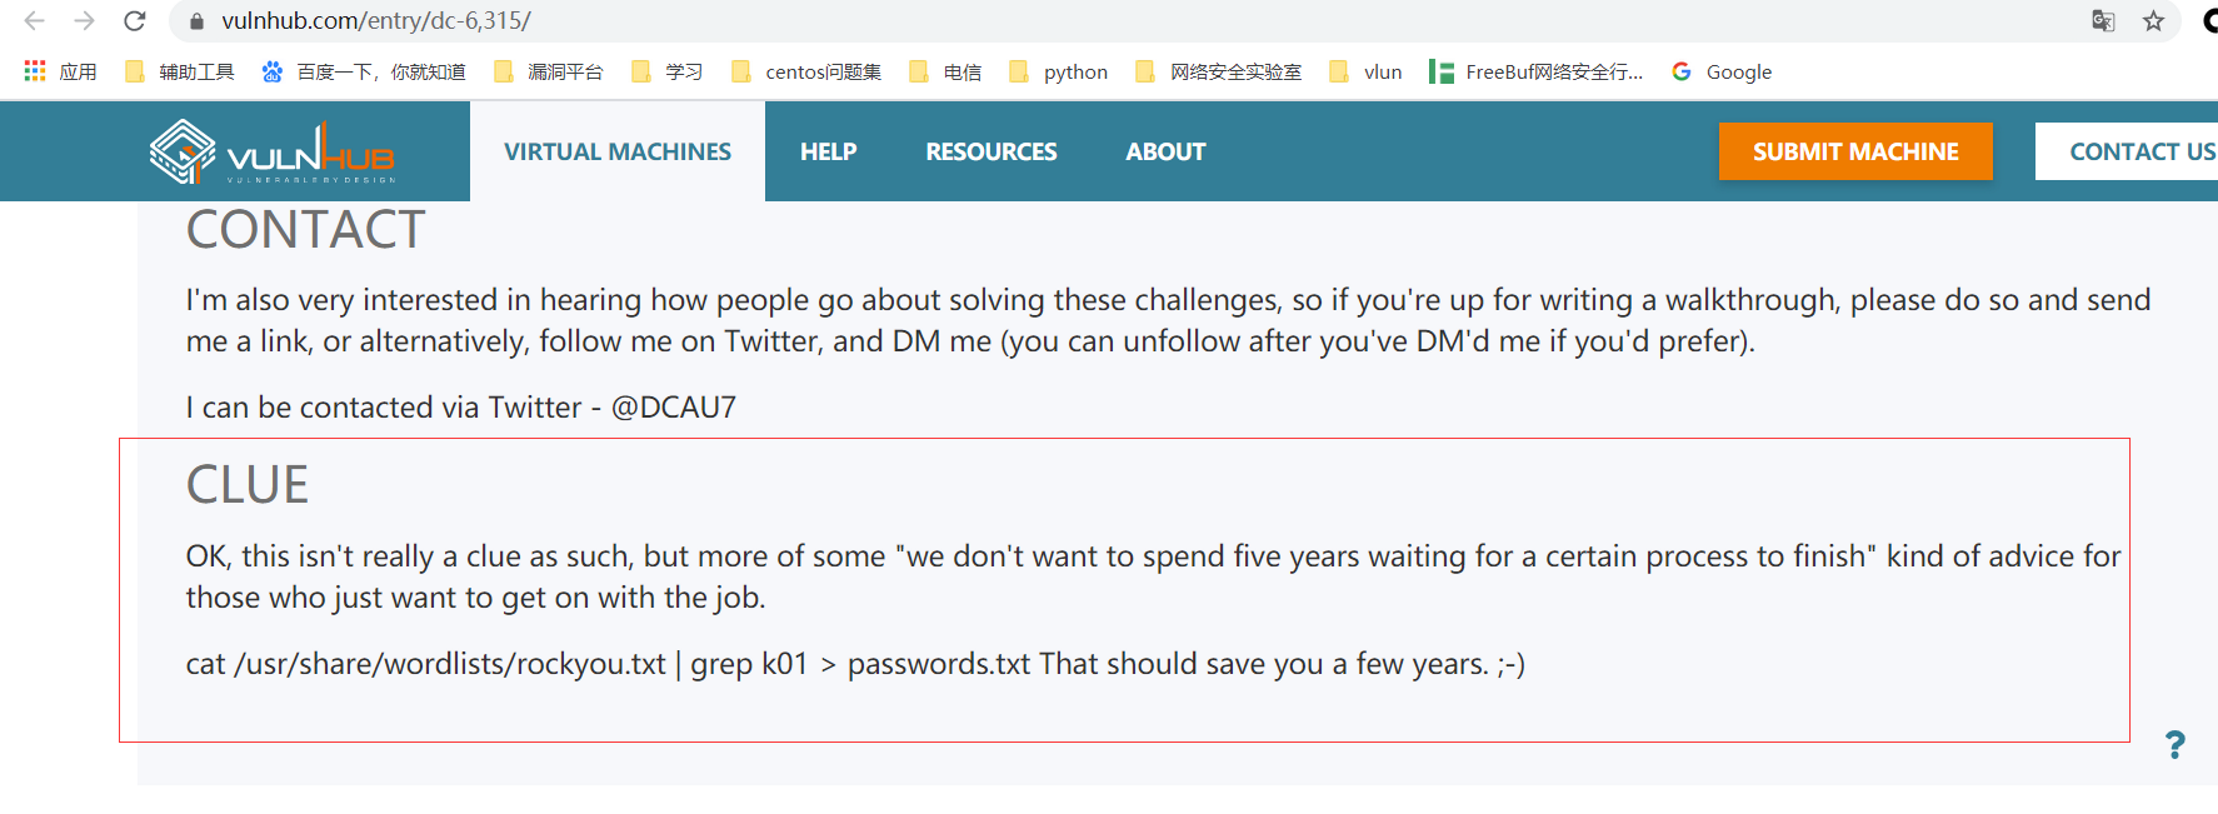 vulnhub.com/entry/dc-6,315/
应用 辅助工具 百度一下，你就知道 漏洞平台 学习 centos问题集 电信 python 网络安全实验室 vlun FreeBuf网络安全行... Google
VULNHUB VIRTUAL MACHINES HELP RESOURCES ABOUT SUBMIT MACHINE CONTACT US
VULNERABLE BY DESIGN
CONTACT
I'm also very interested in hearing how people go about solving these challenges, so if you're up for writing a walkthrough, please do so and send
me a link, or alternatively, follow me on Twitter, and DM me (you can unfollow after you've DM'd me if you'd prefer).
I can be contacted via Twitter - @DCAU7
CLUE
OK, this isn't really a clue as such, but more of some "we don't want to spend five years waiting for a certain process to finish" kind of advice for
those who just want to get on with the job.
cat /usr/share/wordlists/rockyou.txt | grep k01 > passwords.txt That should save you a few years. ;-)
?